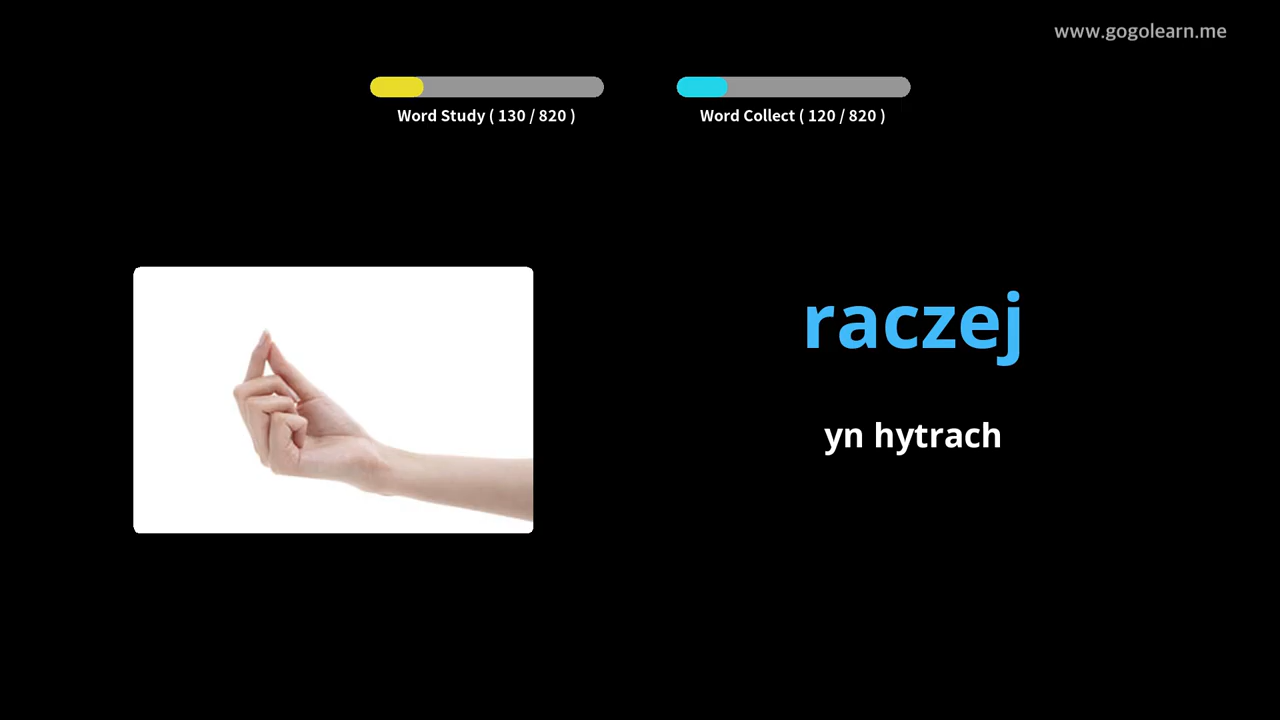 www.gogolearn.me
Word Study ( 130 / 820 )
Word Collect ( 120 / 820 )
raczej
yn hytrach